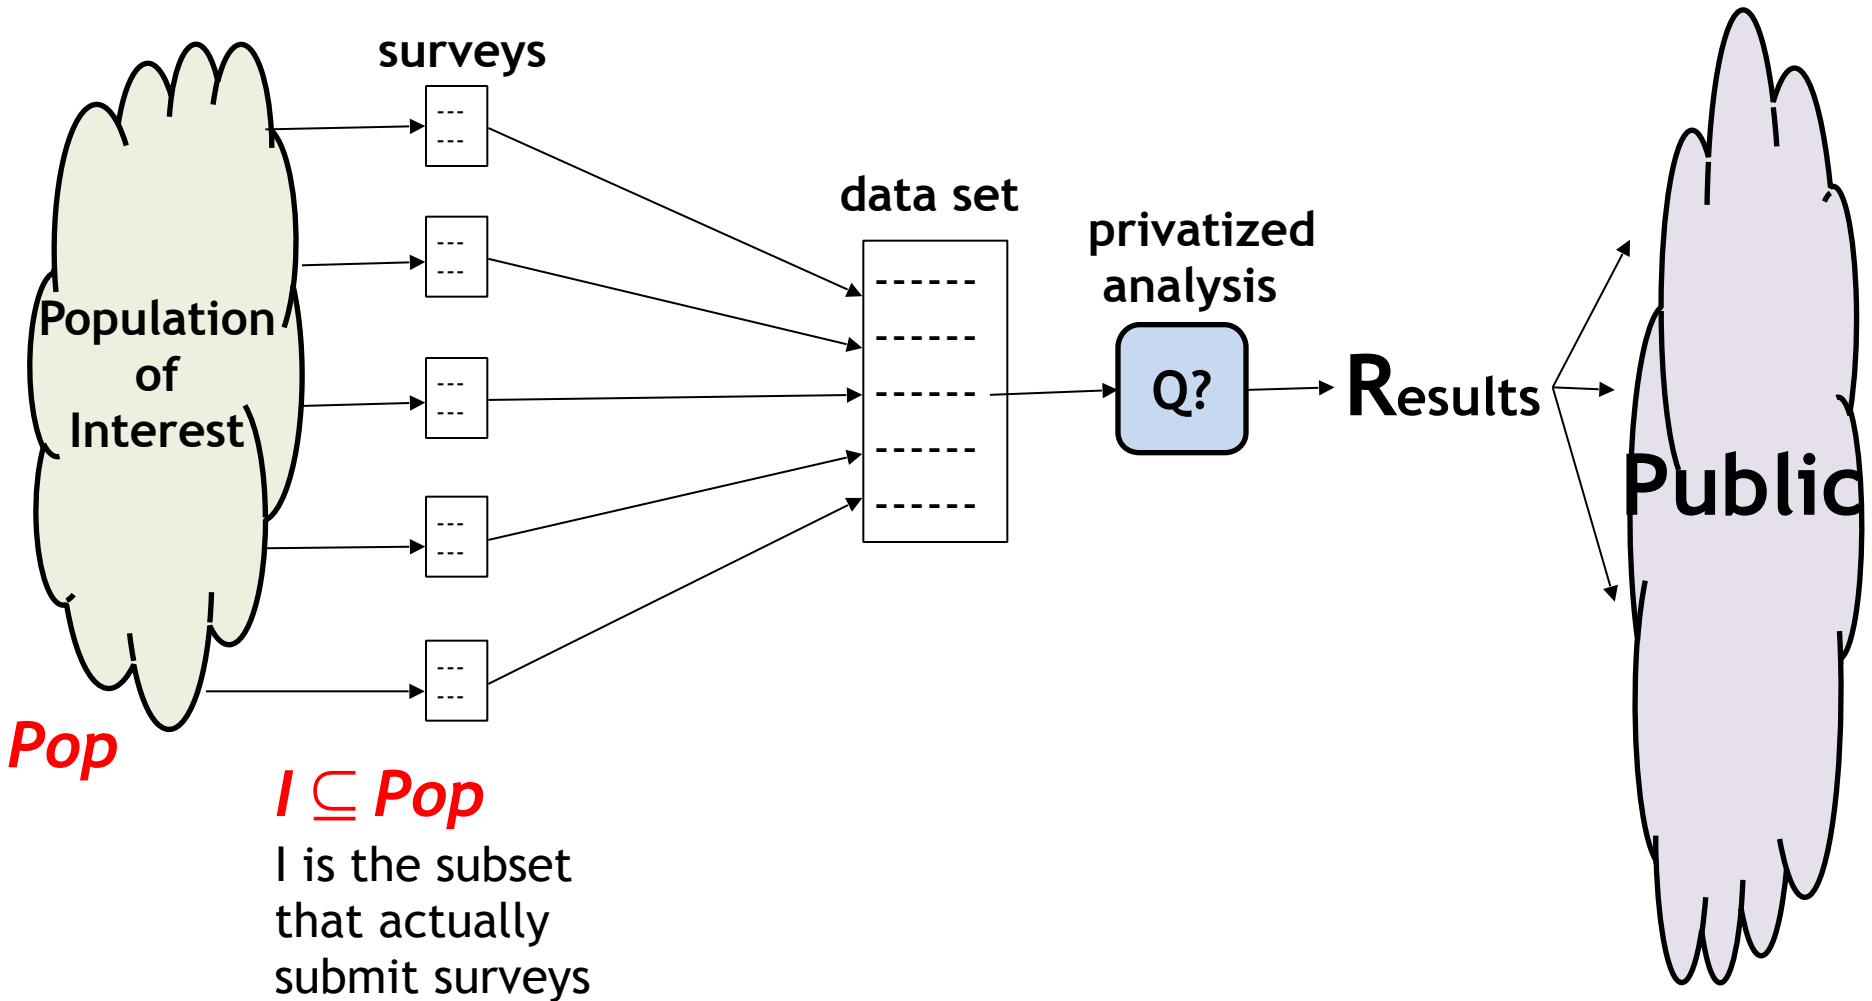 surveys
---
---
---
---
---
---
---
---
---
---
data set
------
------
------
------
------
privatized
analysis
Q?
Results
Population
of
Interest
Public
Pop
I ⊆ Pop
I is the subset
that actually
submit surveys